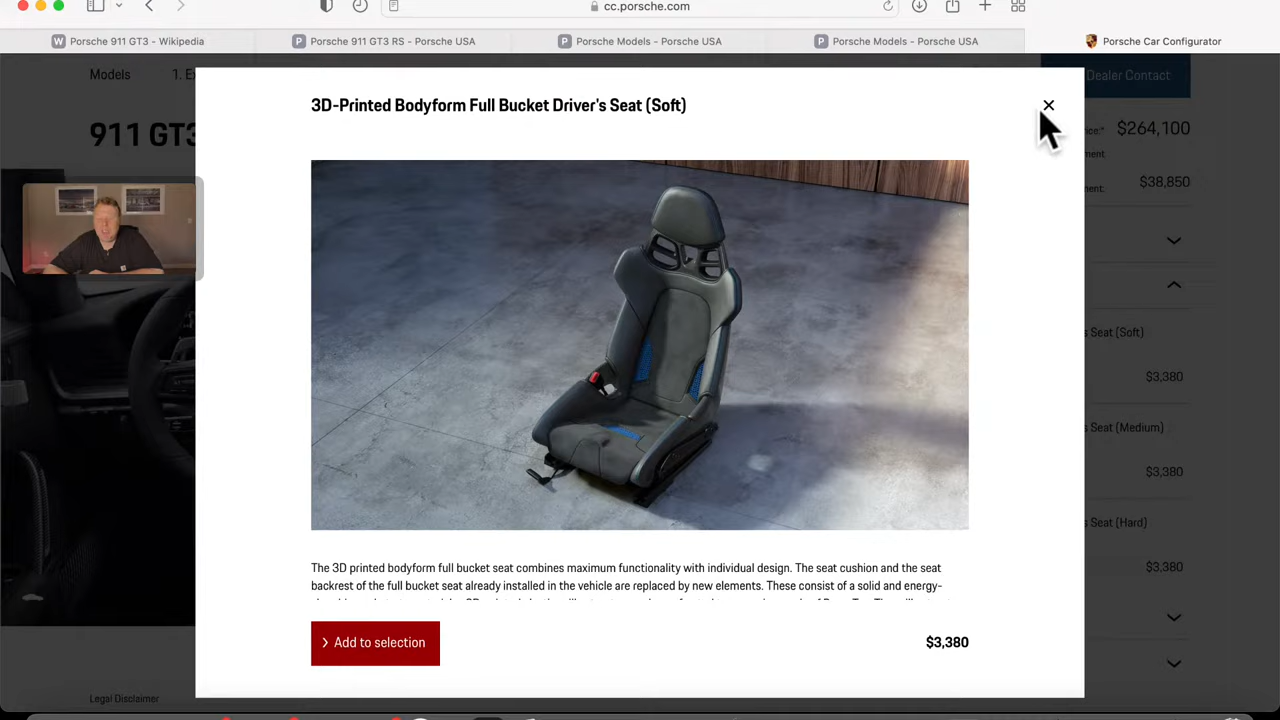 cc.porsche.com
Porsche 911 GT3 - Wikipedia
Porsche 911 GT3 RS - Porsche USA
Porsche Models - Porsche USA
Porsche Models - Porsche USA
Porsche Car Configurator
Models
1. E
Dealer Contact
911 GT3
$264,100
$38,850
3D-Printed Bodyform Full Bucket Driver's Seat (Soft)
Seat (Soft)
$3,380
Seat (Medium)
$3,380
Seat (Hard)
$3,380
The 3D printed bodyform full bucket seat combines maximum functionality with individual design. The seat cushion and the seat
backrest of the full bucket seat already installed in the vehicle are replaced by new elements. These consist of a solid and energy-
Add to selection
$3,380
Legal Disclaimer